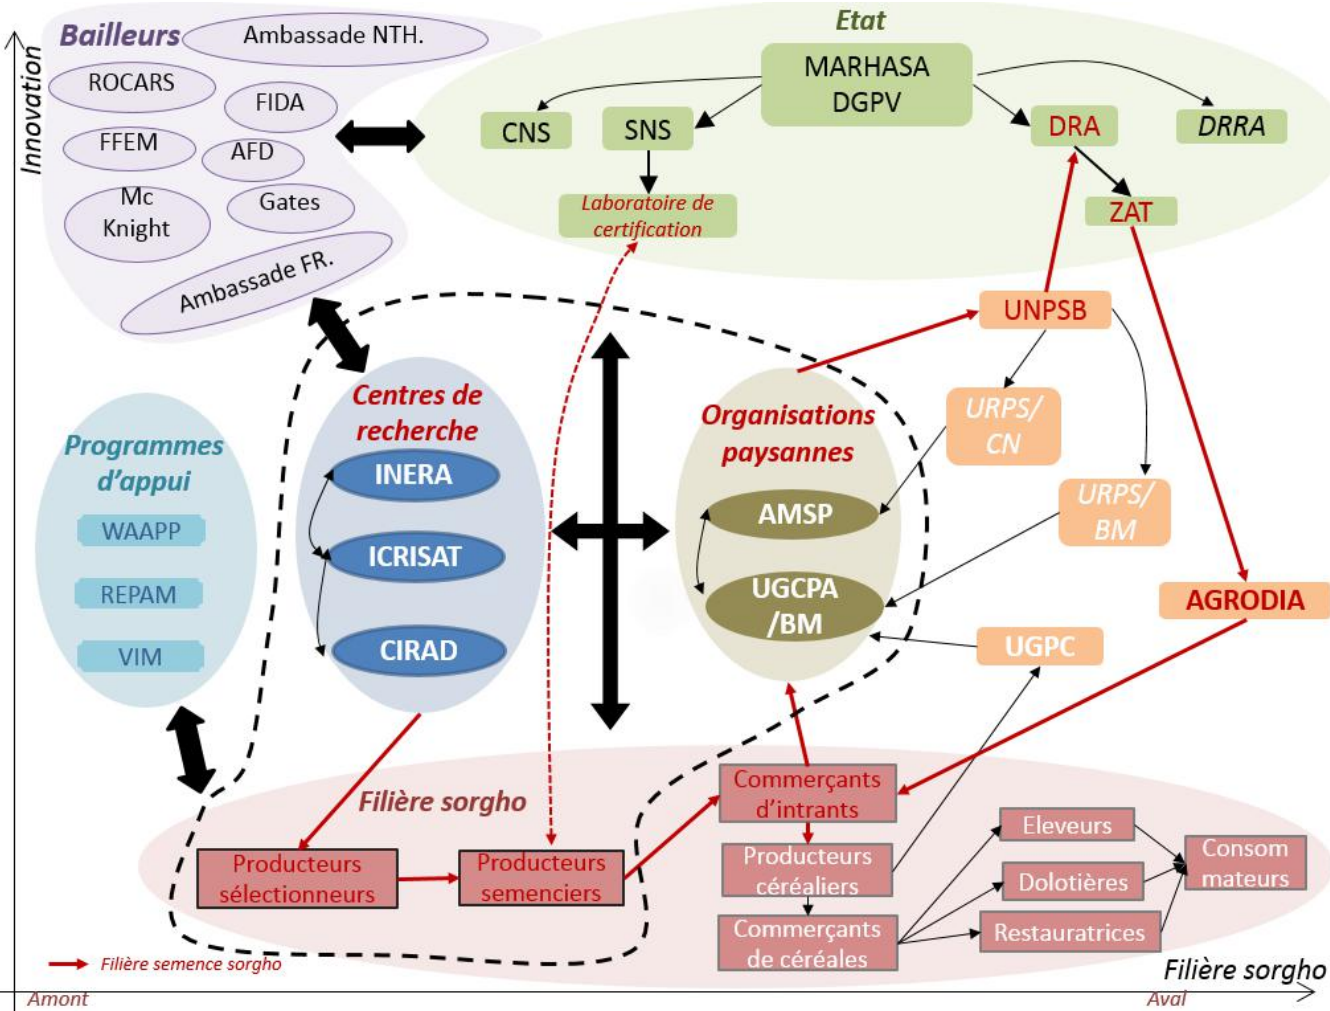 Innovation
Bailleurs
Ambassade NTH.
ROCARS
FIDA
FFEM
AFD
Mc
Knight
Gates
Ambassade FR.
Etat
MARHASA
DGPV
CNS
SNS
DRA
DRRA
Laboratoire de
certification
ZAT
UNPSB
URPS/
CN
URPS/
BM
AGRODIA
UGPC
Programmes
d'appui
WAAPP
REPAM
VIM
Centres de
recherche
INERA
ICRISAT
CIRAD
Organisations
paysannes
AMSP
UGCPA
/BM
Filière sorgho
Producteurs
sélectionneurs
Producteurs
semenciers
Commerçants
d'intrants
Producteurs
céréaliers
Commerçants
de céréales
Eleveurs
Dolotières
Restauratrices
Consom
mateurs
Filière semence sorgho
Filière sorgho
Amont
Aval